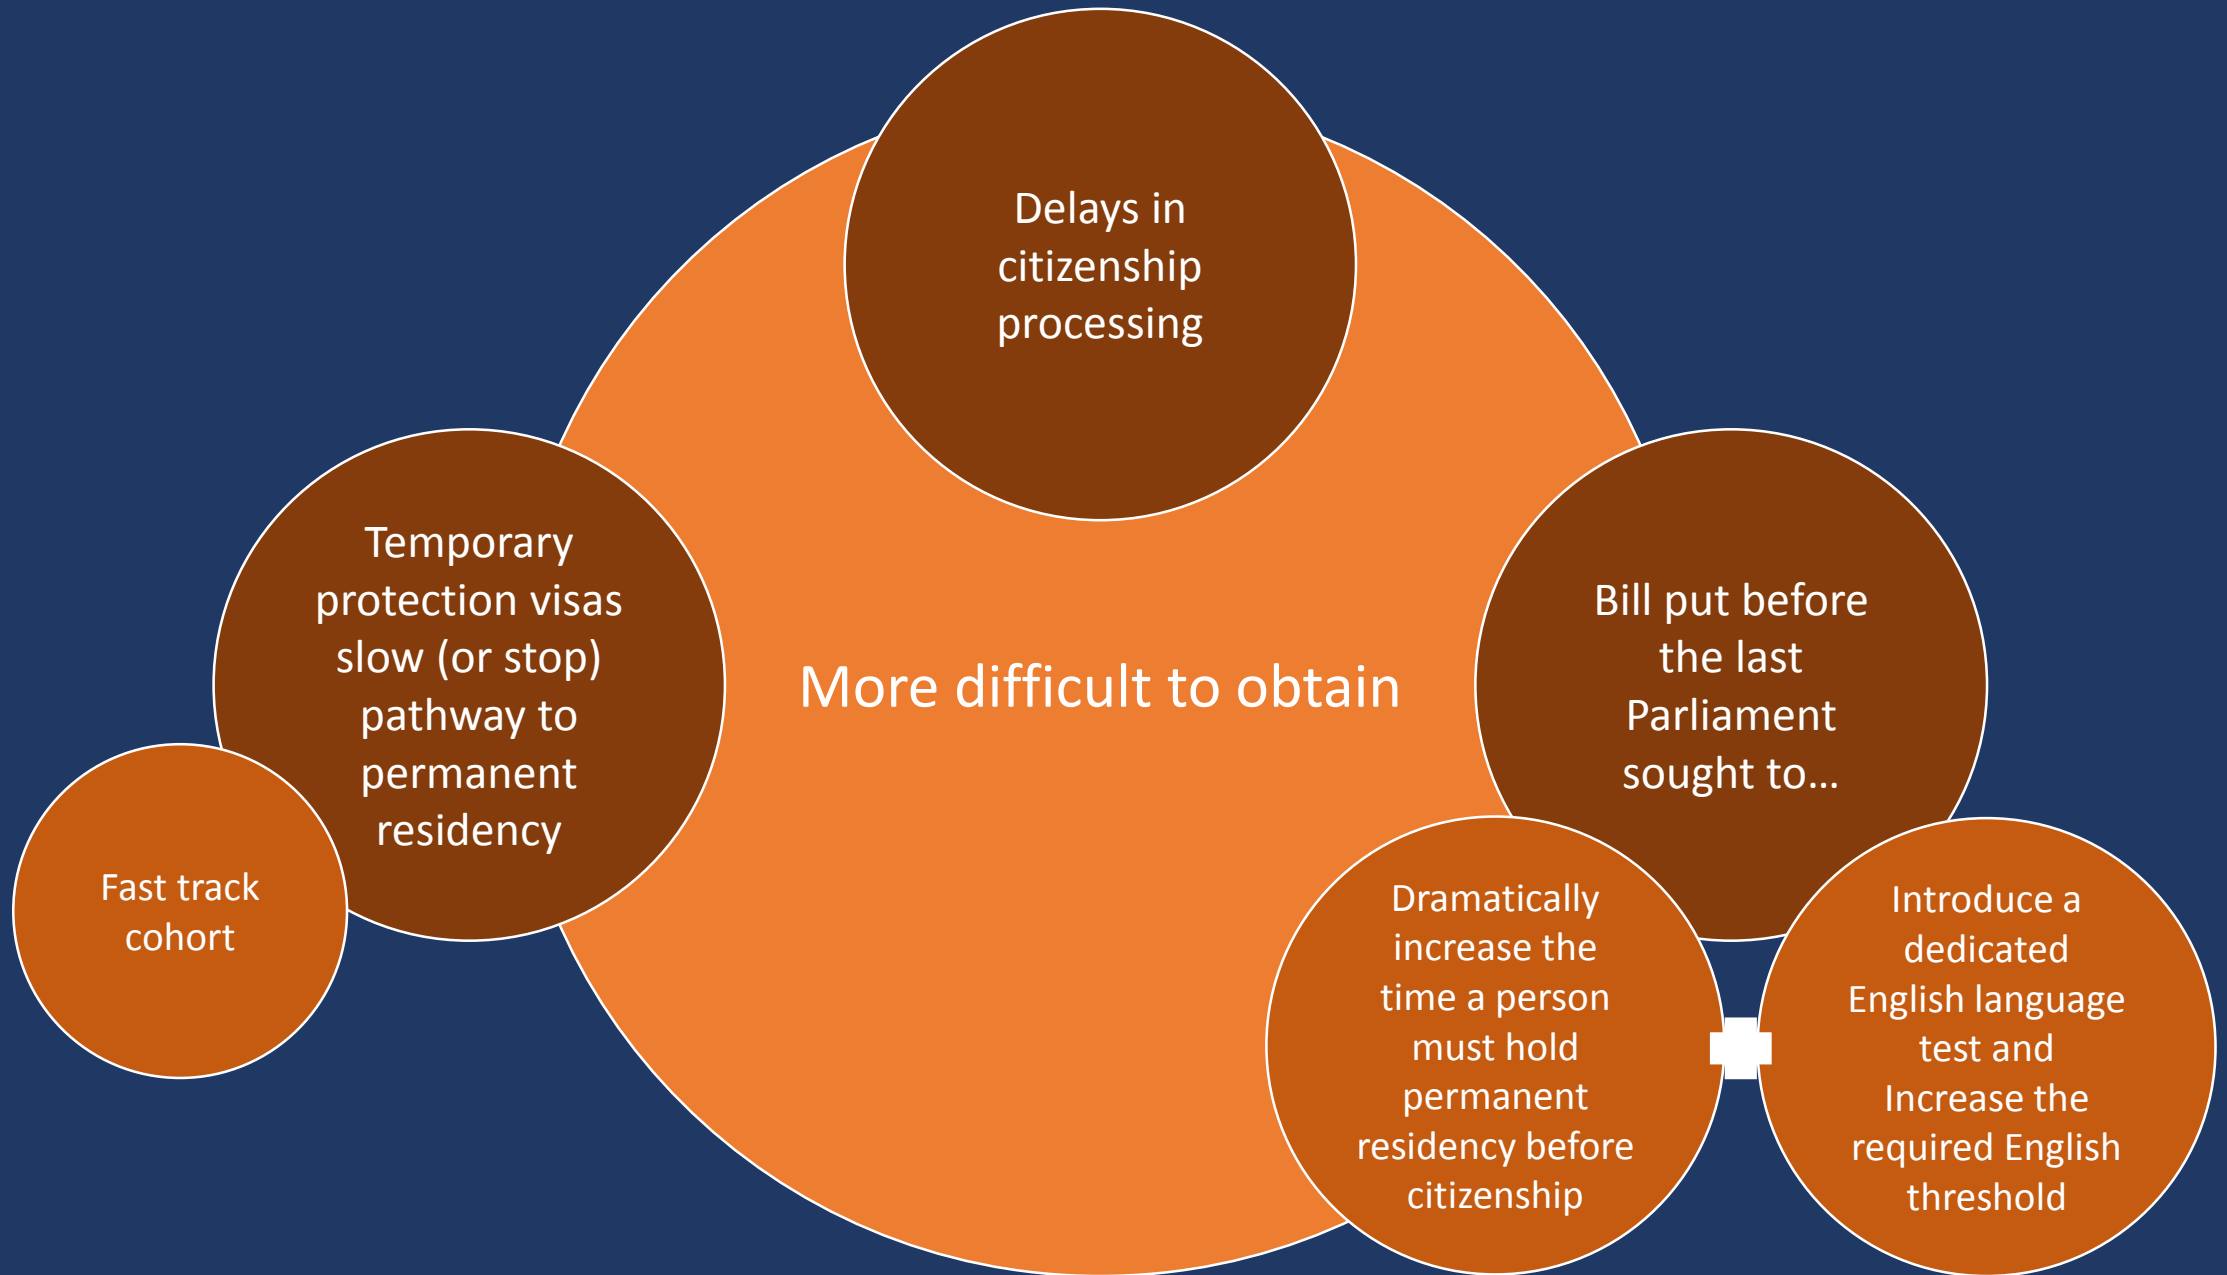 Delays in
citizenship
processing
Temporary
protection visas
slow (or stop)
pathway to
permanent
residency
Fast track
cohort
More difficult to obtain
Bill put before
the last
Parliament
sought to…
Dramatically
increase the
time a person
must hold
permanent
residency before
citizenship
Introduce a
dedicated
English language
test and
Increase the
required English
threshold